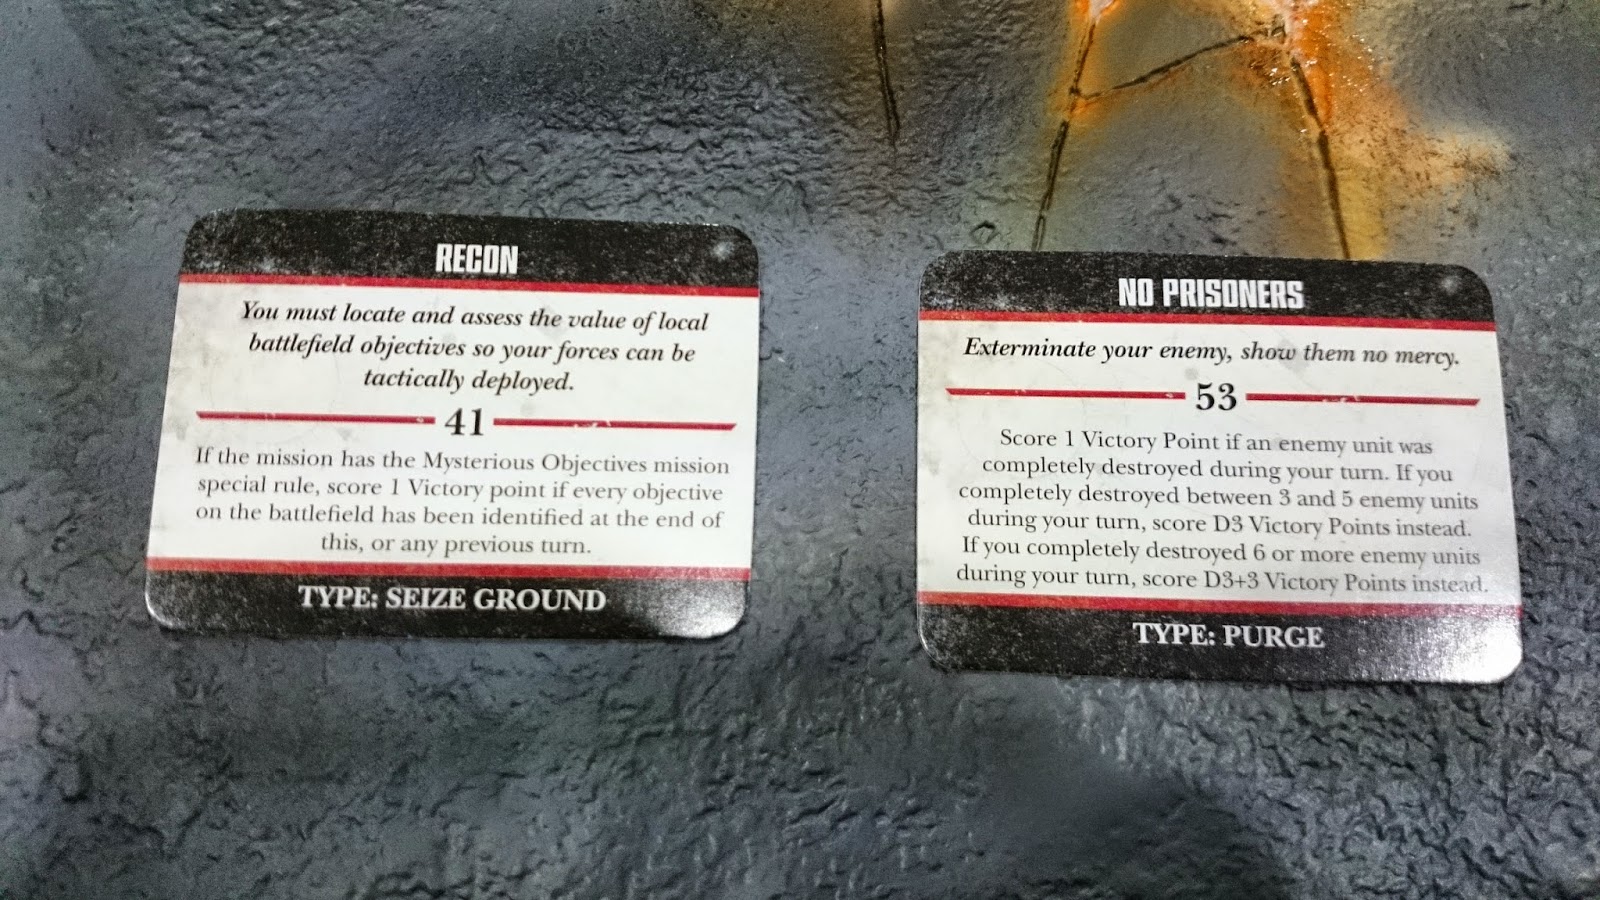 RECON
You must locate and assess the value of local
battlefield objectives so your forces can be
tactically deployed.
41
If the mission has the Mysterious Objectives mission
special rule, score 1 Victory point if every objective
on the battlefield has been identified at the end of
this, or any previous turn.
TYPE: SEIZE GROUND
NO PRISONERS
Exterminate your enemy, show them no mercy.
53
Score 1 Victory Point if an enemy unit was
completely destroyed during your turn. If you
completely destroyed between 3 and 5 enemy units
during your turn, score D3 Victory Points instead.
If you completely destroyed 6 or more enemy units
during your turn, score D3+3 Victory Points instead.
TYPE: PURGE